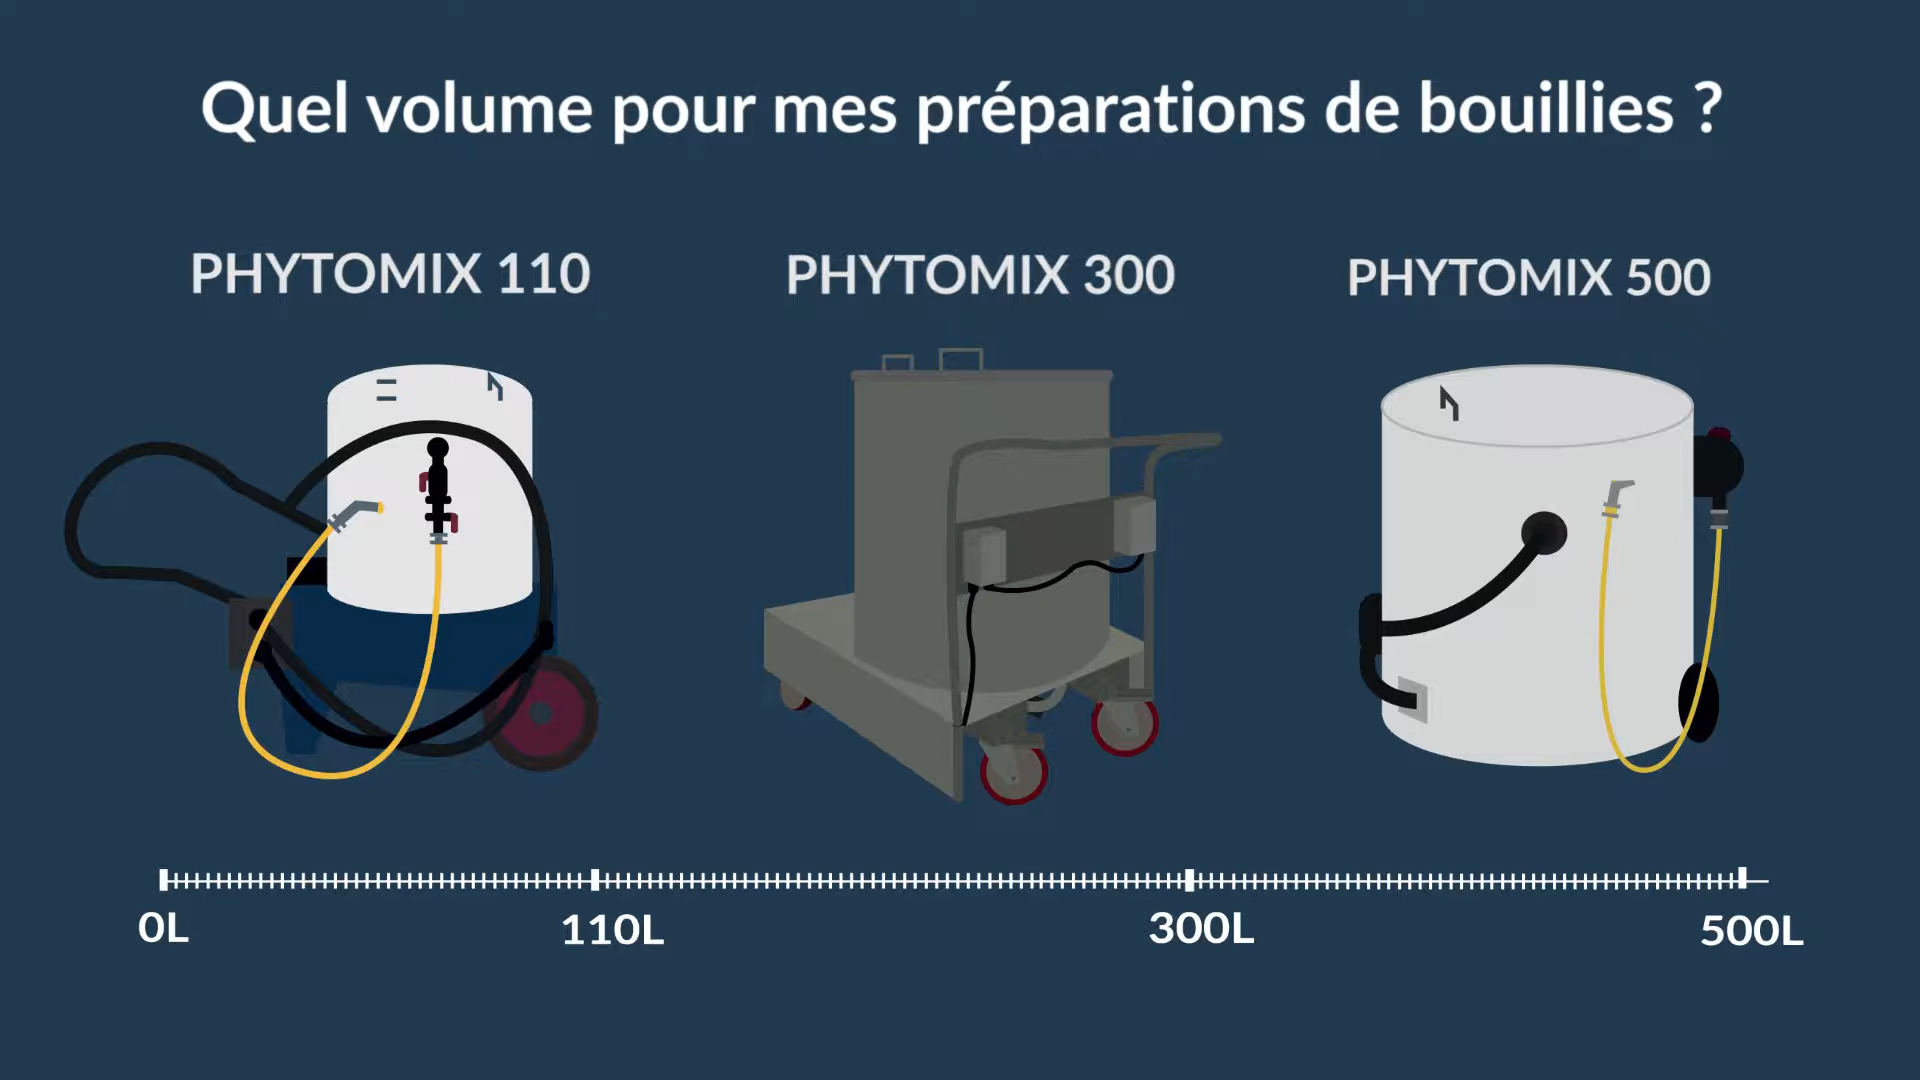 Quel volume pour mes préparations de bouillies ?
PHYTOMIX 110
PHYTOMIX 300
PHYTOMIX 500
0L
110L
300L
500L